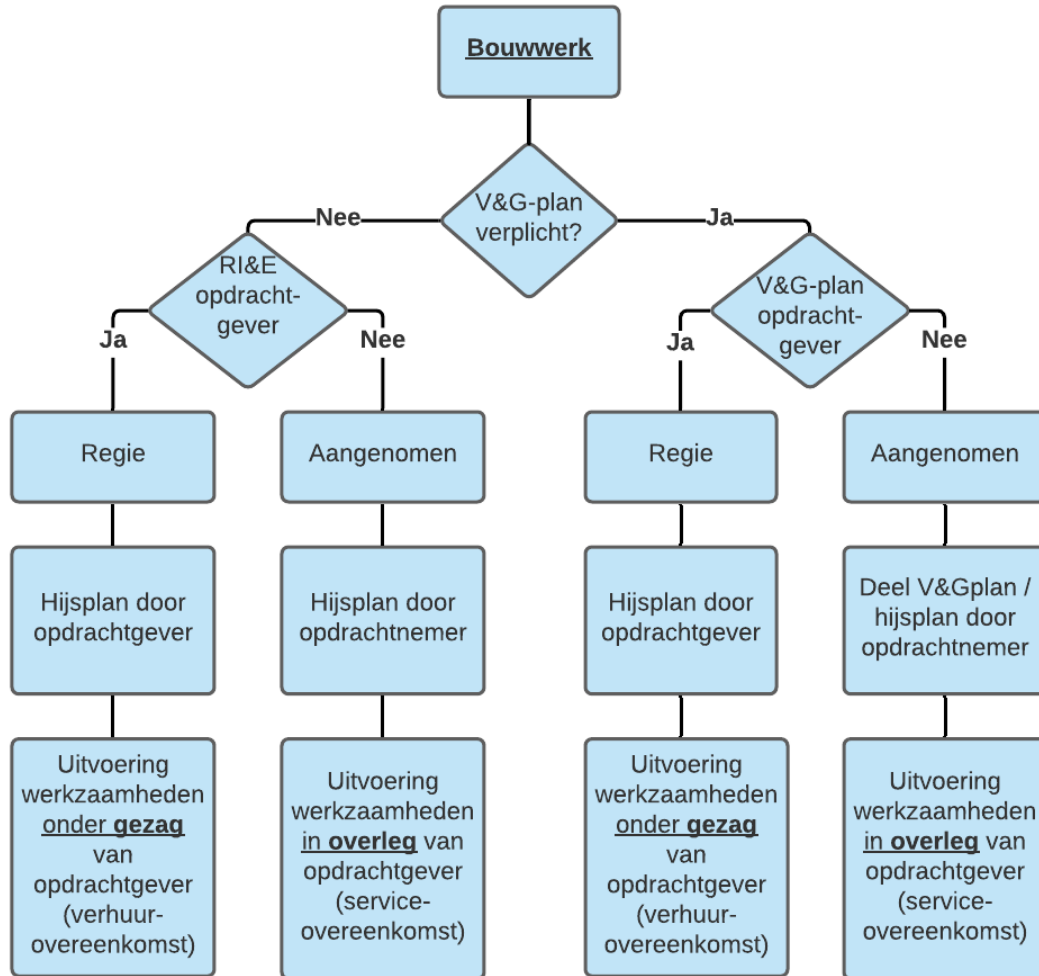 Bouwwerk
V&G-plan
verplicht?
Nee
Ja
RI&E
opdracht-
gever
V&G-plan
opdracht-
gever
Ja
Nee
Ja
Nee
Regie
Aangenomen
Regie
Aangenomen
Hijsplan door
opdrachtgever
Hijsplan door
opdrachtnemer
Hijsplan door
opdrachtgever
Deel V&Gplan /
hijsplan door
opdrachtnemer
Uitvoering
werkzaamheden
onder gezag
van
opdrachtgever
(verhuur-
overeenkomst)
Uitvoering
werkzaamheden
in overleg van
opdrachtgever
(service-
overeenkomst)
Uitvoering
werkzaamheden
onder gezag
van
opdrachtgever
(verhuur-
overeenkomst)
Uitvoering
werkzaamheden
in overleg van
opdrachtgever
(service-
overeenkomst)